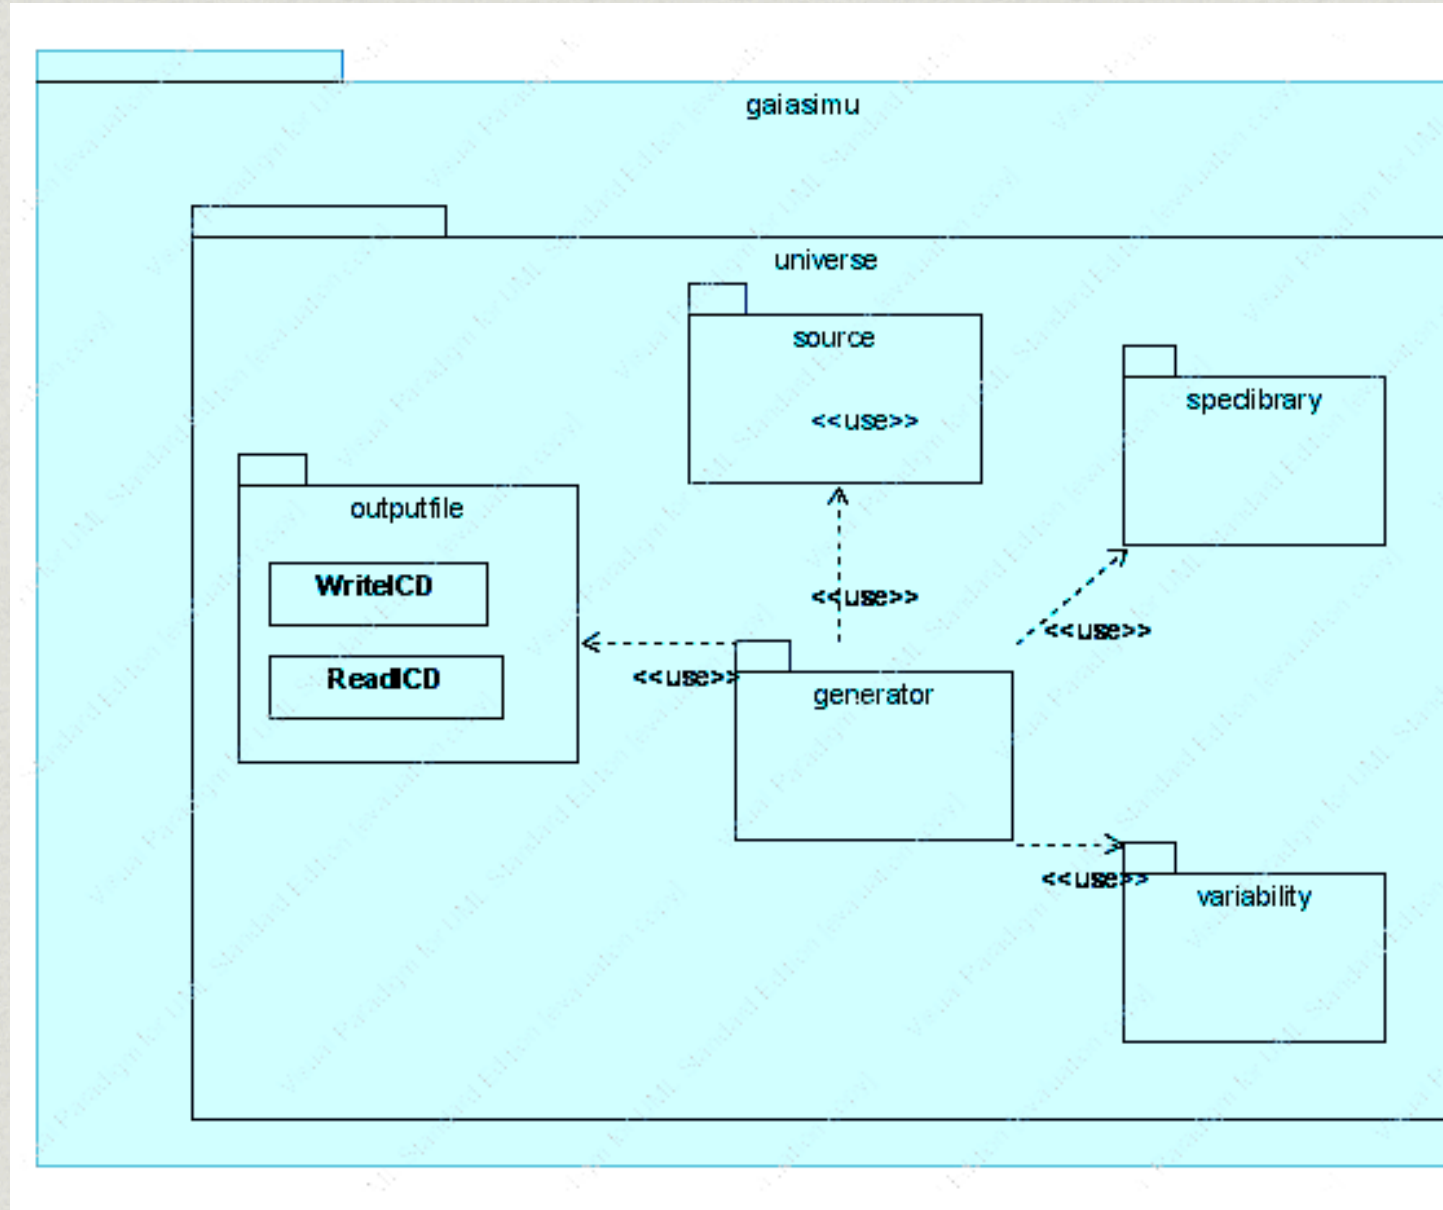 gaiasimu
universe
source
<<use>>
speclibrary
outputfile
WriteICD
ReadICD
<<use>>
<<use>>
<<use>>
generator
<<use>>
variability